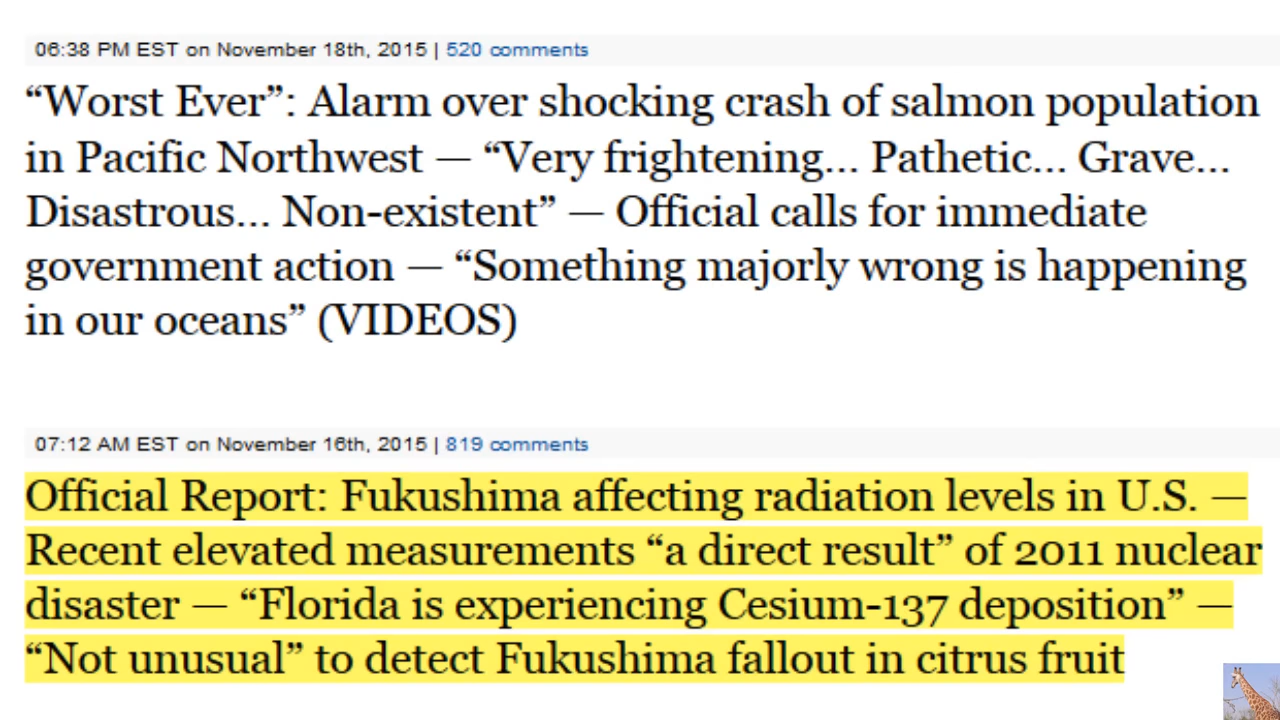 06:38 PM EST on November 18th, 2015 | 520 comments
“Worst Ever”: Alarm over shocking crash of salmon population
in Pacific Northwest — “Very frightening... Pathetic... Grave...
Disastrous... Non-existent” — Official calls for immediate
government action — “Something majorly wrong is happening
in our oceans” (VIDEOS)
07:12 AM EST on November 16th, 2015 | 819 comments
Official Report: Fukushima affecting radiation levels in U.S. —
Recent elevated measurements “a direct result” of 2011 nuclear
disaster — “Florida is experiencing Cesium-137 deposition” —
“Not unusual” to detect Fukushima fallout in citrus fruit